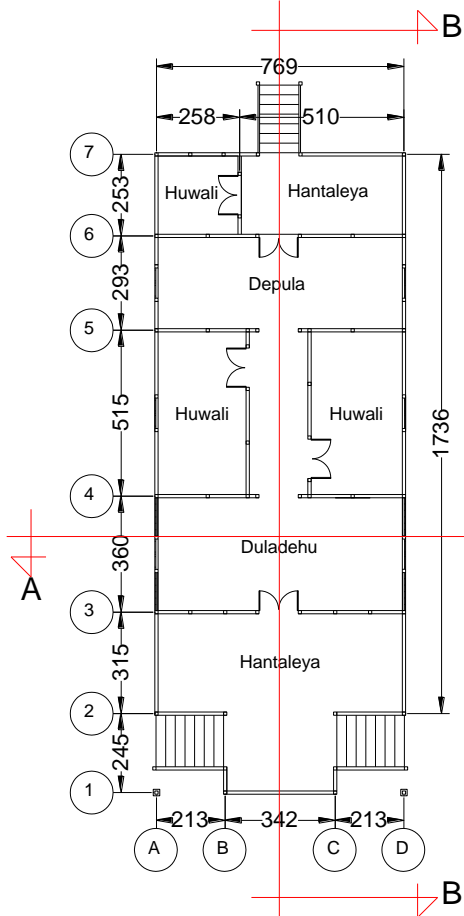 B
769
258
510
7
Huwali
Hantaleya
253
6
293
Depula
5
515
Huwali
Huwali
1736
4
360
Duladehu
A
3
315
Hantaleya
2
245
1
213
342
213
A
B
C
D
B